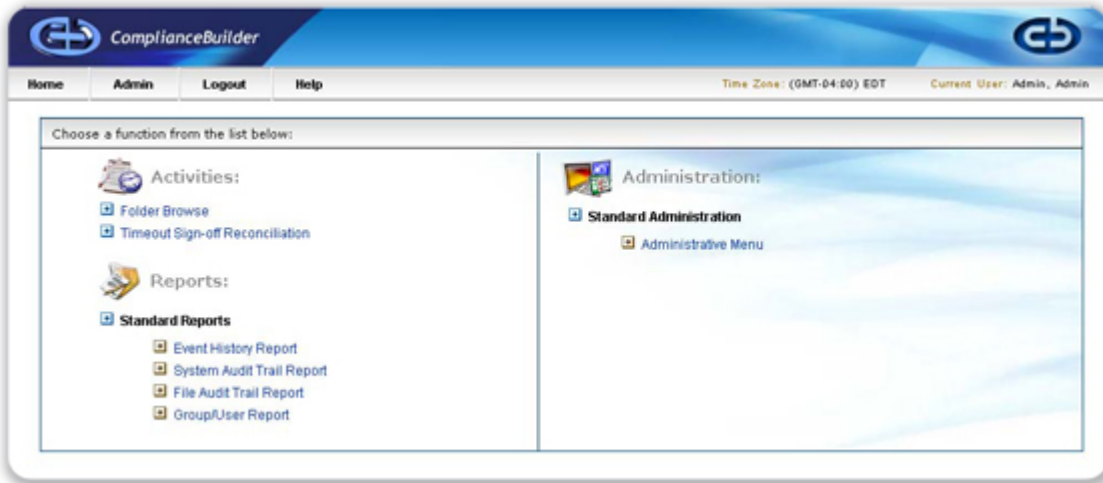 ComplianceBuilder
Home Admin Logout Help Time Zone: (GMT-04:00) EDT Current User: Admin, Admin
Choose a function from the list below:
Activities:
Folder Browse
Timeout Sign-off Reconciliation
Reports:
Standard Reports
Event History Report
System Audit Trail Report
File Audit Trail Report
Group/User Report
Administration:
Standard Administration
Administrative Menu